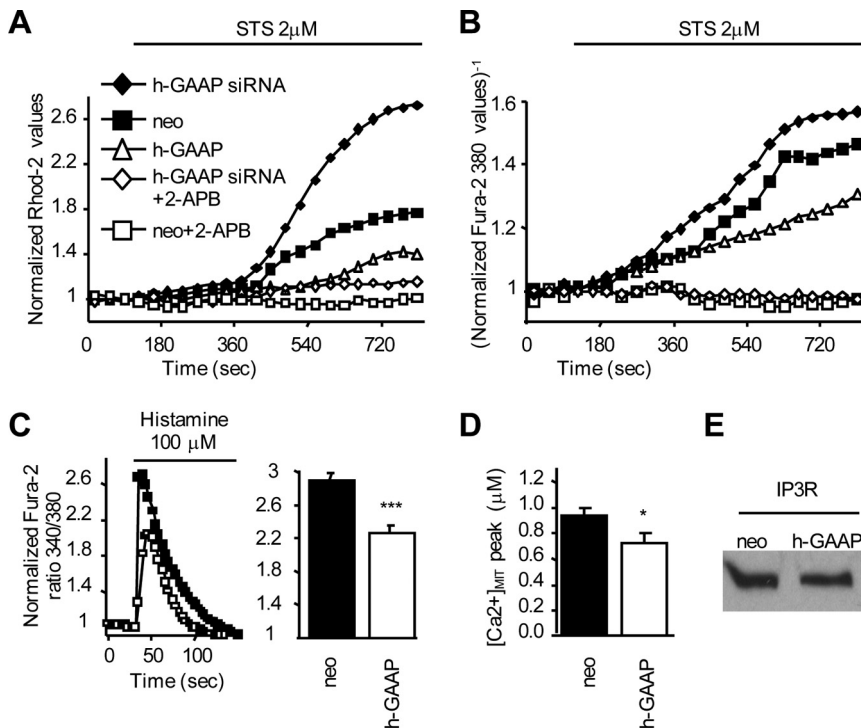 A
STS 2μM
h-GAAP siRNA
neo
h-GAAP
h-GAAP siRNA
+2-APB
neo+2-APB
Normalized Rhod-2 values
2.6
2.2
1.8
1.4
1
0 180 360 540 720
Time (sec)
B
STS 2μM
(Normalized Fura-2 380 values)-1
1.6
1.4
1.2
1
0 180 360 540 720
Time (sec)
C
Histamine
100 μM
Normalized Fura-2
ratio 340/380
2.6
2.2
1.8
1.4
1
0 50 100
Time (sec)
3
2.6
2.2
1.8
1.4
1
***
neo
h-GAAP
D
[Ca2+]MIT peak (μM)
1.2
1.0
0.8
0.6
0.4
0.2
0.0
*
neo
h-GAAP
E
IP3R
neo h-GAAP